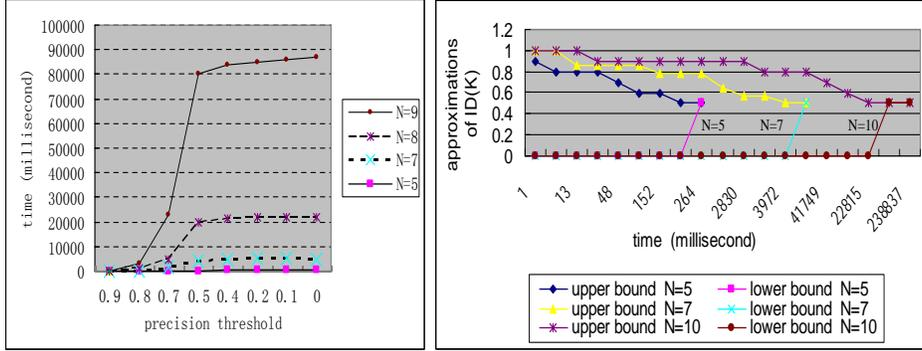 100000
90000
80000
70000
60000
50000
40000
30000
20000
10000
0
time (millisecond)
0.9 0.8 0.7 0.5 0.4 0.2 0.1 0
precision threshold
N=9
N=8
N=7
N=5
1.2
1
0.8
0.6
0.4
0.2
0
approximations
of ID(K)
N=5 N=7 N=10
1 13 48 152 264 2830 3972 41749 22815 238837
time (millisecond)
upper bound N=5 lower bound N=5
upper bound N=7 lower bound N=7
upper bound N=10 lower bound N=10